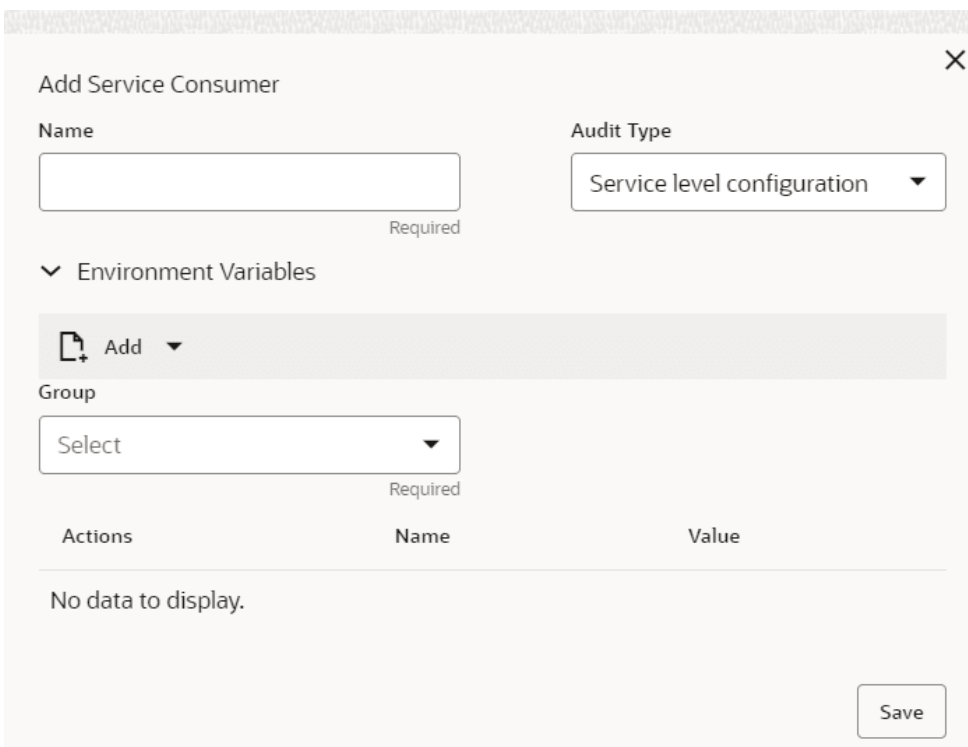 Add Service Consumer
Name
Audit Type
Service level configuration
Required
Environment Variables
Add
Group
Select
Required
Actions Name Value
No data to display.
Save